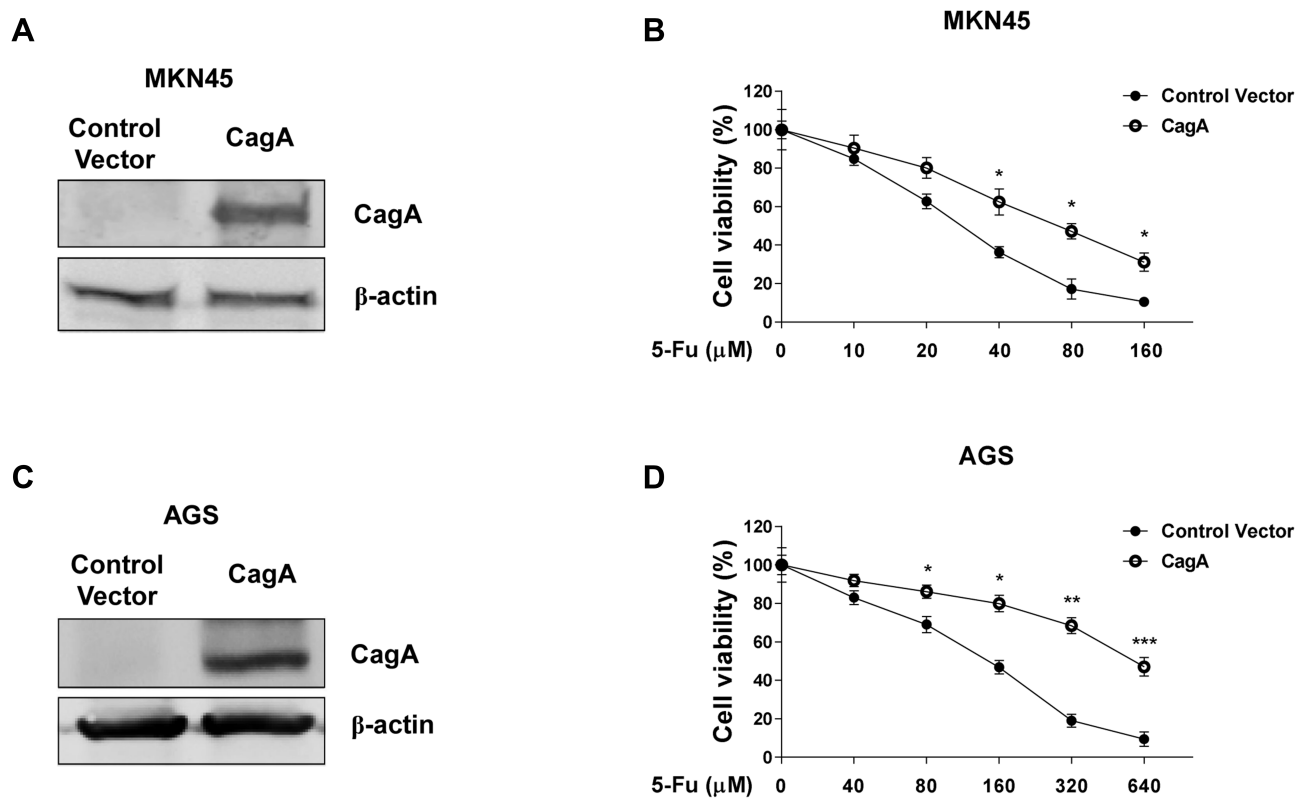 A
MKN45
Control
Vector
CagA
CagA
β-actin
B
MKN45
Cell viability (%)
120
100
80
60
40
20
0
*
*
*
Control Vector
CagA
5-Fu (μM) 0 10 20 40 80 160
C
AGS
Control
Vector
CagA
CagA
β-actin
D
AGS
Cell viability (%)
120
100
80
60
40
20
0
*
*
**
***
Control Vector
CagA
5-Fu (μM) 0 40 80 160 320 640